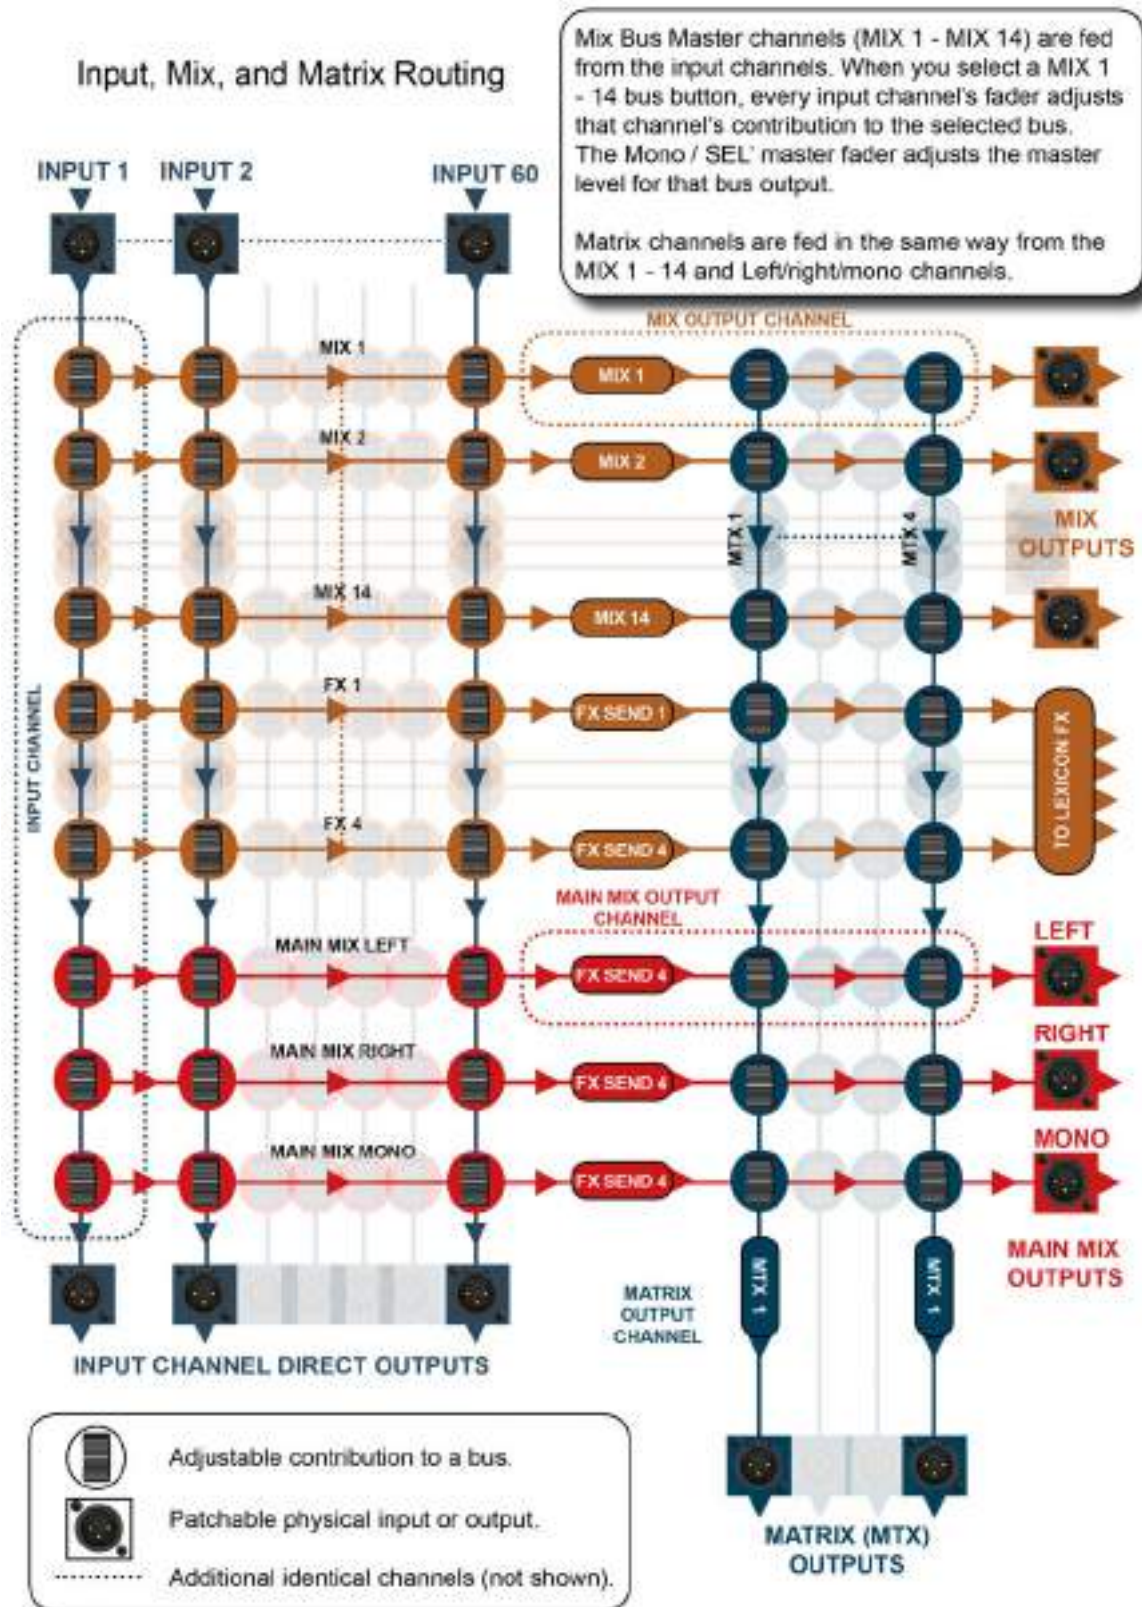 Input, Mix, and Matrix Routing
Mix Bus Master channels (MIX 1 - MIX 14) are fed
from the input channels. When you select a MIX 1
- 14 bus button, every input channel's fader adjusts
that channel's contribution to the selected bus.
The Mono / SEL' master fader adjusts the master
level for that bus output.
Matrix channels are fed in the same way from the
MIX 1 - 14 and Left/right/mono channels.
INPUT 1
INPUT 2
INPUT 60
MIX OUTPUT CHANNEL
MIX 1
MIX 1
MIX 2
MIX 2
MTX 1
MTX 4
MIX
OUTPUTS
MIX 14
MIX 14
INPUT CHANNEL
FX 1
FX SEND 1
TO LEXICON FX
FX 4
FX SEND 4
MAIN MIX OUTPUT
CHANNEL
MAIN MIX LEFT
FX SEND 4
LEFT
MAIN MIX RIGHT
FX SEND 4
RIGHT
MAIN MIX MONO
FX SEND 4
MONO
MAIN MIX
OUTPUTS
MATRIX
OUTPUT
CHANNEL
MTX 1
MTX 1
INPUT CHANNEL DIRECT OUTPUTS
Adjustable contribution to a bus.
Patchable physical input or output.
Additional identical channels (not shown).
MATRIX (MTX)
OUTPUTS